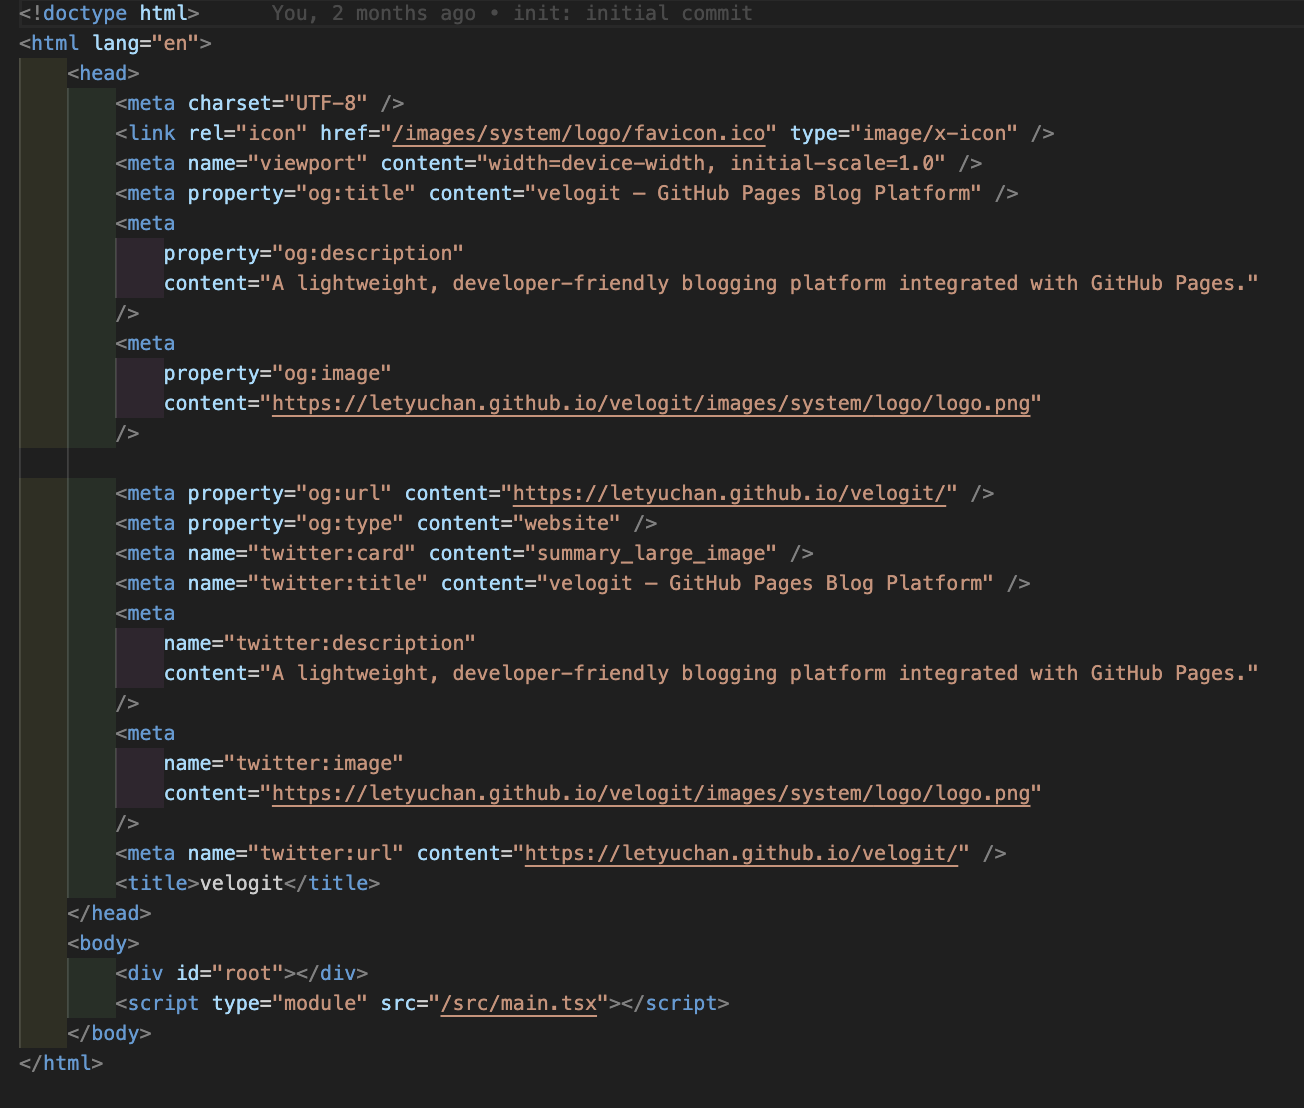 <!doctype html>        You, 2 months ago • init: initial commit
<html lang="en">
    <head>
        <meta charset="UTF-8" />
        <link rel="icon" href="/images/system/logo/favicon.ico" type="image/x-icon" />
        <meta name="viewport" content="width=device-width, initial-scale=1.0" />
        <meta property="og:title" content="velogit – GitHub Pages Blog Platform" />
        <meta
            property="og:description"
            content="A lightweight, developer-friendly blogging platform integrated with GitHub Pages."
        />
        <meta
            property="og:image"
            content="https://letyuchan.github.io/velogit/images/system/logo/logo.png"
        />

        <meta property="og:url" content="https://letyuchan.github.io/velogit/" />
        <meta property="og:type" content="website" />
        <meta name="twitter:card" content="summary_large_image" />
        <meta name="twitter:title" content="velogit – GitHub Pages Blog Platform" />
        <meta
            name="twitter:description"
            content="A lightweight, developer-friendly blogging platform integrated with GitHub Pages."
        />
        <meta
            name="twitter:image"
            content="https://letyuchan.github.io/velogit/images/system/logo/logo.png"
        />
        <meta name="twitter:url" content="https://letyuchan.github.io/velogit/" />
        <title>velogit</title>
    </head>
    <body>
        <div id="root"></div>
        <script type="module" src="/src/main.tsx"></script>
    </body>
</html>